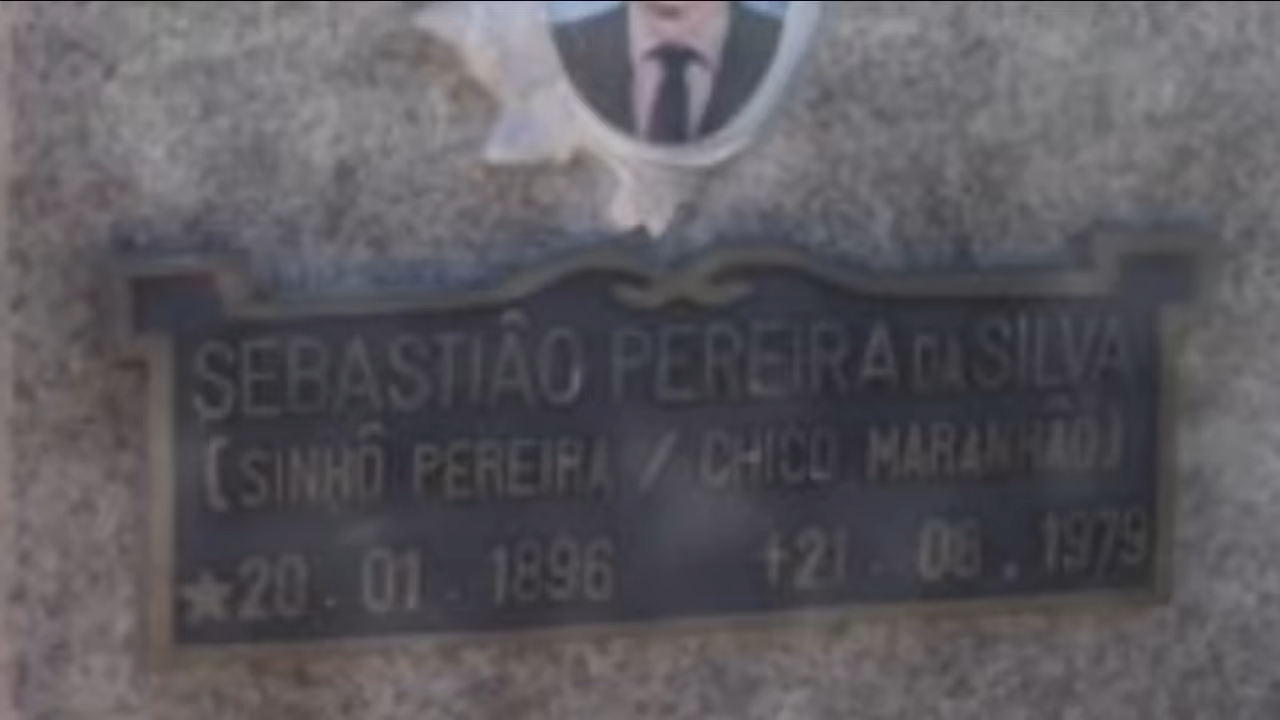 SEBASTIÃO PEREIRA DA SILVA
(SINHÔ PEREIRA / CHICO MARANHÃO)
★20.01.1896 †21.08.1979